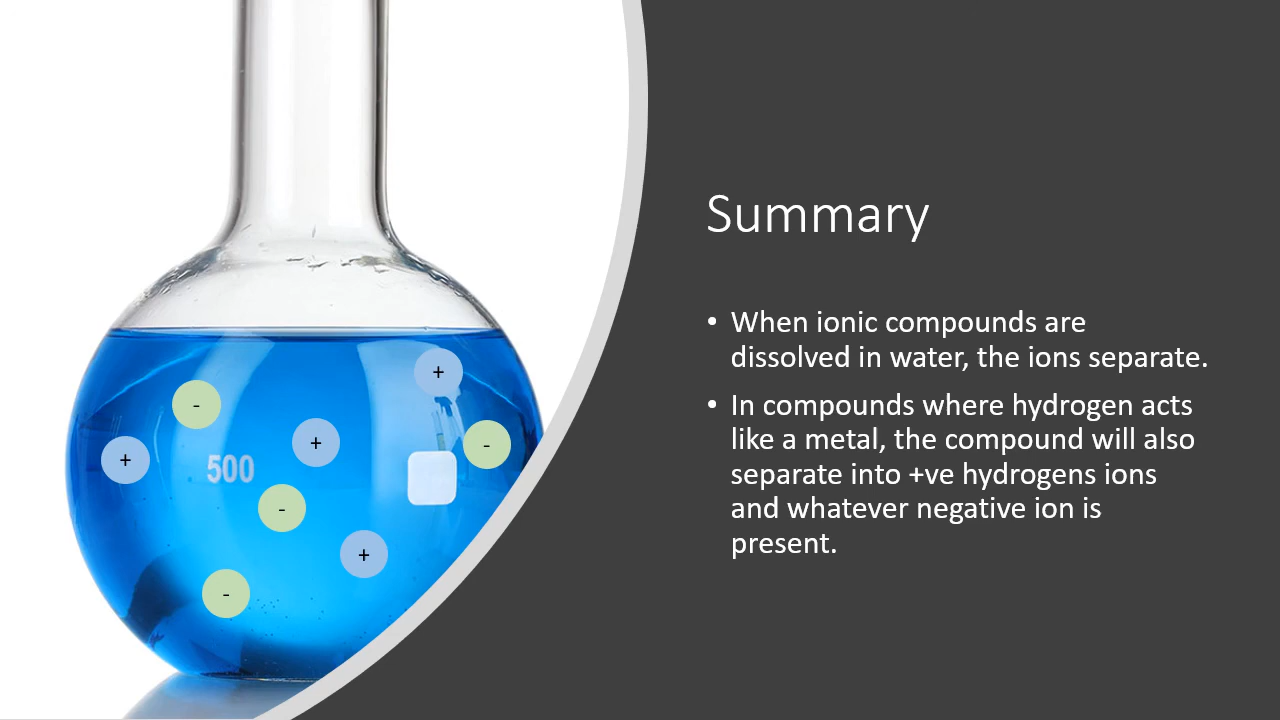 Summary
• When ionic compounds are
dissolved in water, the ions separate.
• In compounds where hydrogen acts
like a metal, the compound will also
separate into +ve hydrogens ions
and whatever negative ion is
present.
+
-
+
-
+
500
-
+
-